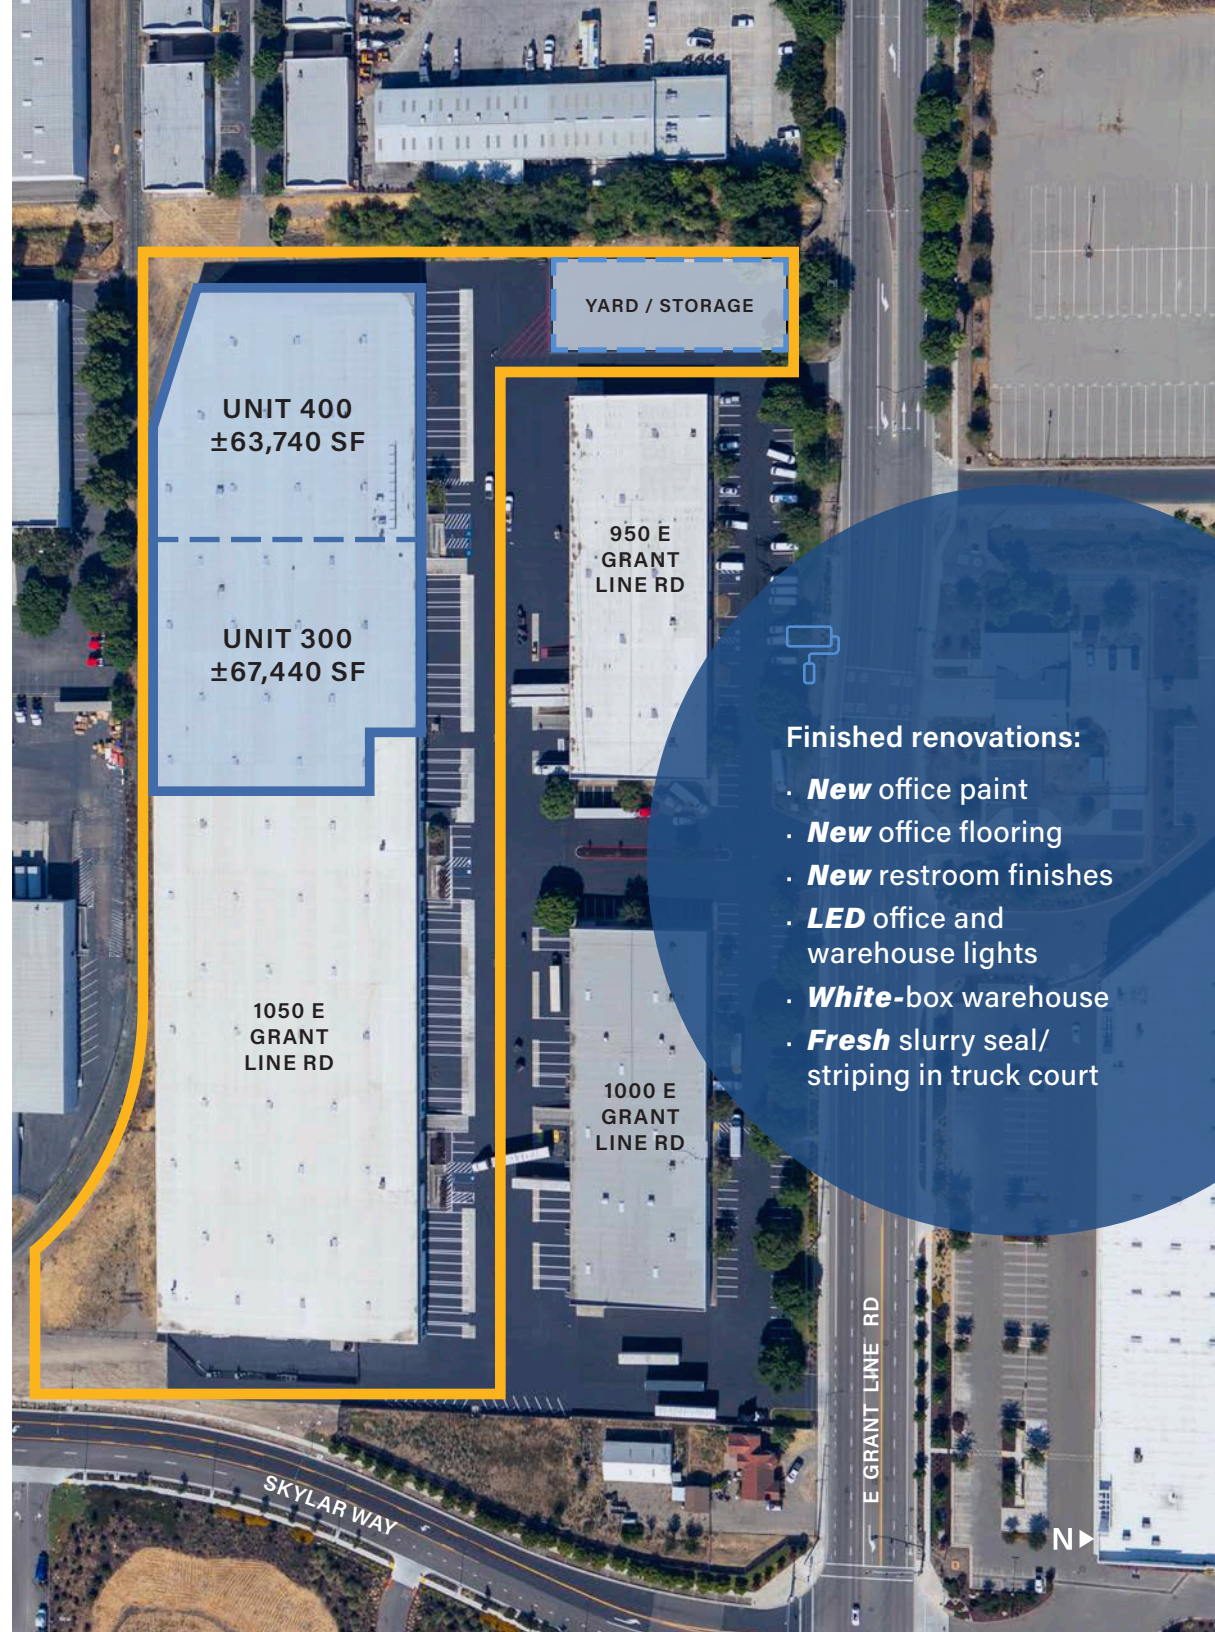 YARD / STORAGE
UNIT 400
±63,740 SF
950 E
GRANT
LINE RD
UNIT 300
±67,440 SF
Finished renovations:
· New office paint
· New office flooring
· New restroom finishes
· LED office and
warehouse lights
· White-box warehouse
· Fresh slurry seal/
striping in truck court
1050 E
GRANT
LINE RD
1000 E
GRANT
LINE RD
E GRANT LINE RD
SKYLAR WAY
N